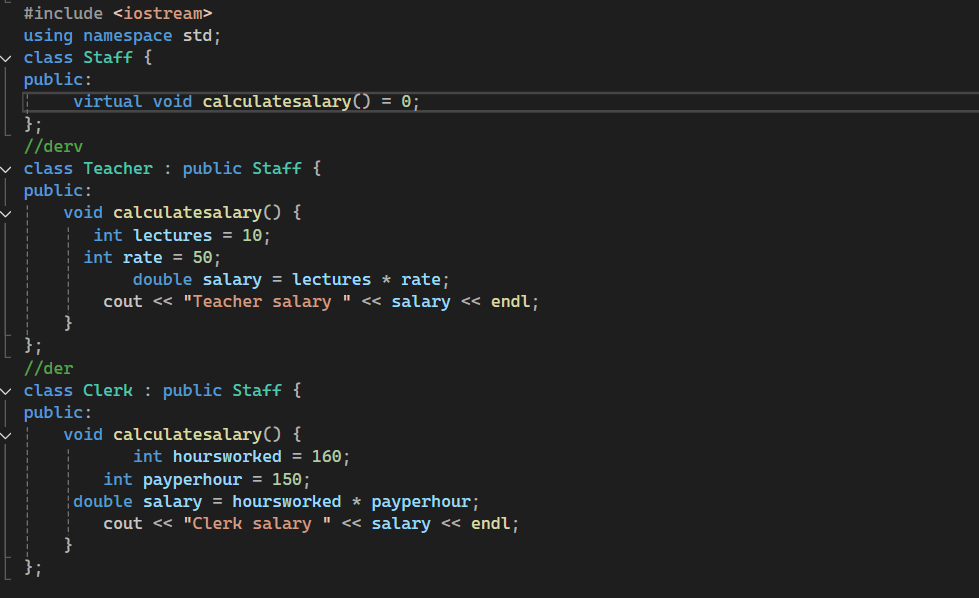 #include <iostream>
using namespace std;
class Staff {
public:
     virtual void calculatesalary() = 0;
};
//derv
class Teacher : public Staff {
public:
    void calculatesalary() {
       int lectures = 10;
      int rate = 50;
           double salary = lectures * rate;
        cout << "Teacher salary " << salary << endl;
    }
};
//der
class Clerk : public Staff {
public:
    void calculatesalary() {
           int hoursworked = 160;
        int payperhour = 150;
     double salary = hoursworked * payperhour;
        cout << "Clerk salary " << salary << endl;
    }
};